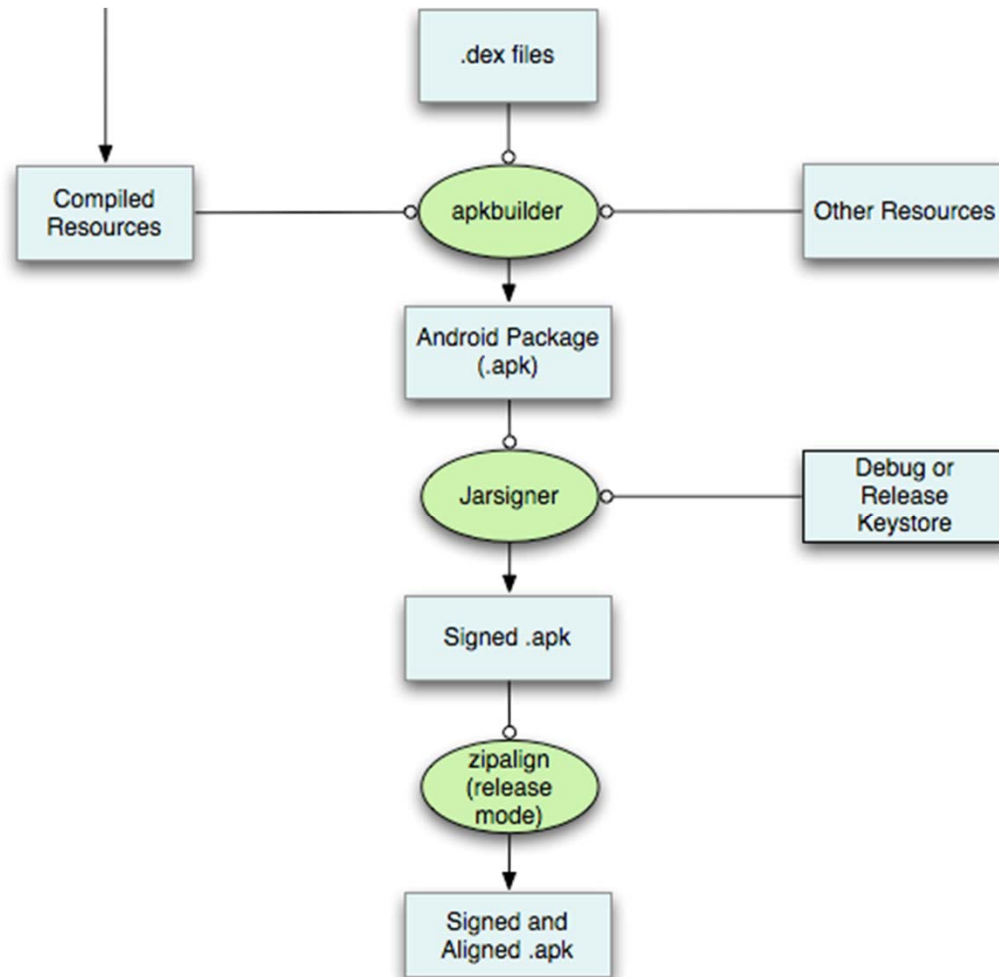 .dex files
Compiled
Resources
apkbuilder
Other Resources
Android Package
(.apk)
Jarsigner
Debug or
Release
Keystore
Signed .apk
zipalign
(release
mode)
Signed and
Aligned .apk